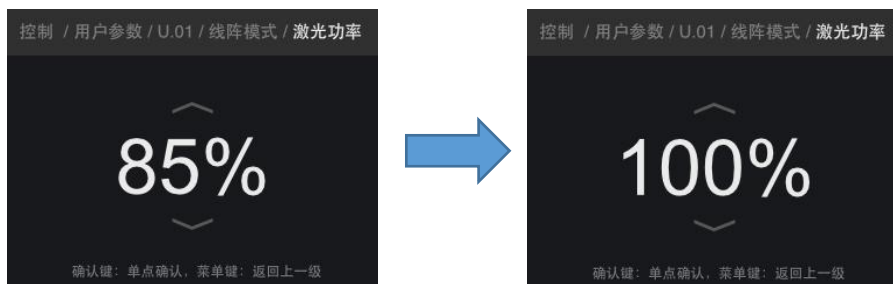 控制 / 用户参数 / U.01 / 线阵模式 / 激光功率
85%
确认键：单点确认，菜单键：返回上一级
控制 / 用户参数 / U.01 / 线阵模式 / 激光功率
100%
确认键：单点确认，菜单键：返回上一级